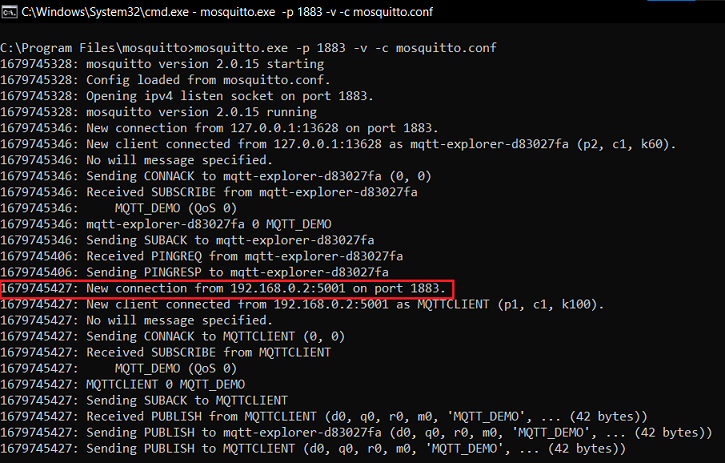 C:\Windows\System32\cmd.exe - mosquitto.exe -p 1883 -v -c mosquitto.conf
C:\Program Files\mosquitto>mosquitto.exe -p 1883 -v -c mosquitto.conf
1679745328: mosquitto version 2.0.15 starting
1679745328: Config loaded from mosquitto.conf.
1679745328: Opening ipv4 listen socket on port 1883.
1679745328: mosquitto version 2.0.15 running
1679745346: New connection from 127.0.0.1:13628 on port 1883.
1679745346: New client connected from 127.0.0.1:13628 as mqtt-explorer-d83027fa (p2, c1, k60).
1679745346: No will message specified.
1679745346: Sending CONNACK to mqtt-explorer-d83027fa (0, 0)
1679745346: Received SUBSCRIBE from mqtt-explorer-d83027fa
1679745346:     MQTT_DEMO (QoS 0)
1679745346: mqtt-explorer-d83027fa 0 MQTT_DEMO
1679745346: Sending SUBACK to mqtt-explorer-d83027fa
1679745406: Received PINGREQ from mqtt-explorer-d83027fa
1679745406: Sending PINGRESP to mqtt-explorer-d83027fa
1679745427: New connection from 192.168.0.2:5001 on port 1883.
1679745427: New client connected from 192.168.0.2:5001 as MQTTCLIENT (p1, c1, k100).
1679745427: No will message specified.
1679745427: Sending CONNACK to MQTTCLIENT (0, 0)
1679745427: Received SUBSCRIBE from MQTTCLIENT
1679745427:     MQTT_DEMO (QoS 0)
1679745427: MQTTCLIENT 0 MQTT_DEMO
1679745427: Sending SUBACK to MQTTCLIENT
1679745427: Received PUBLISH from MQTTCLIENT (d0, q0, r0, m0, 'MQTT_DEMO', ... (42 bytes))
1679745427: Sending PUBLISH to mqtt-explorer-d83027fa (d0, q0, r0, m0, 'MQTT_DEMO', ... (42 bytes))
1679745427: Sending PUBLISH to MQTTCLIENT (d0, q0, r0, m0, 'MQTT_DEMO', ... (42 bytes))